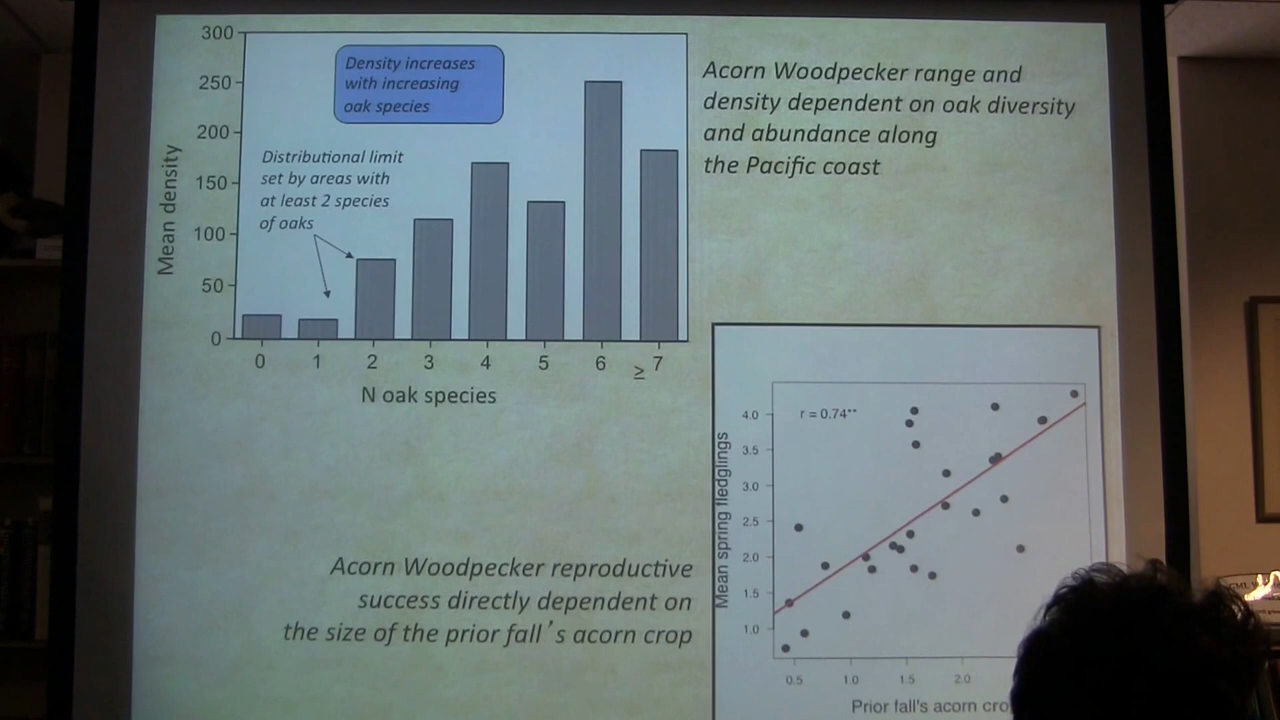 300
250
200
150
100
50
0
Mean density
Density increases
with increasing
oak species
Distributional limit
set by areas with
at least 2 species
of oaks
0 1 2 3 4 5 6 ≥ 7
N oak species
Acorn Woodpecker range and
density dependent on oak diversity
and abundance along
the Pacific coast
Acorn Woodpecker reproductive
success directly dependent on
the size of the prior fall's acorn crop
r = 0.74**
4.0
3.5
3.0
2.5
2.0
1.5
1.0
Mean spring fledglings
0.5 1.0 1.5 2.0
Prior fall's acorn